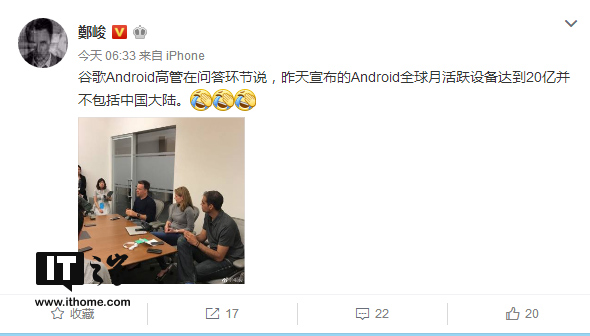 鄭峻
今天 06:33 来自 iPhone
谷歌Android高管在问答环节说，昨天宣布的Android全球月活跃设备达到20亿并
不包括中国大陆。
IT之家
www.ithome.com
收藏
17
22
20